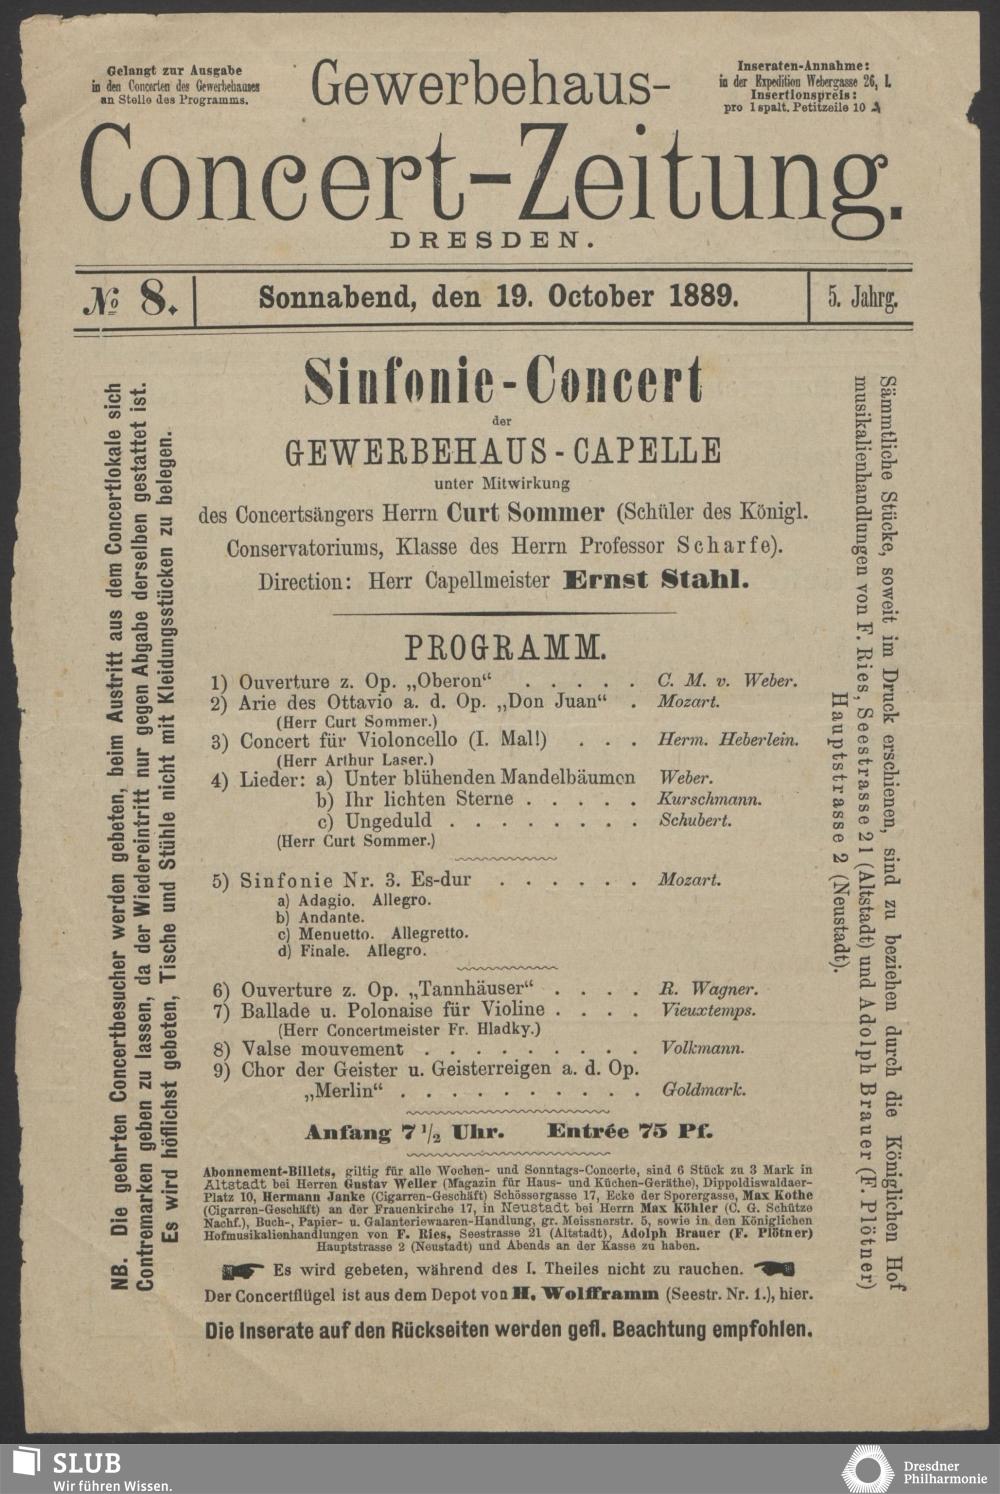 Gelangt zur Ausgabe
in den Concerten des Gewerbehauses
an Stelle des Programms.
Gewerbehaus-
Inseraten-Annahme:
in der Expedition Webergasse 26, I.
Insertionspreis:
pro 1spalt. Petitzeile 10 ₰
Concert-Zeitung.
DRESDEN.
№ 8.
Sonnabend, den 19. October 1889.
5. Jahrg.
NB. Die geehrten Concertbesucher werden gebeten, beim Austritt aus dem Concertlokale sich
Contremarken geben zu lassen, da der Wiedereintritt nur gegen Abgabe derselben gestattet ist.
Es wird höflichst gebeten, Tische und Stühle nicht mit Kleidungsstücken zu belegen.
Sinfonie-Concert
der
GEWERBEHAUS-CAPELLE
unter Mitwirkung
des Concertsängers Herrn Curt Sommer (Schüler des Königl.
Conservatoriums, Klasse des Herrn Professor Scharfe).
Direction: Herr Capellmeister Ernst Stahl.
PROGRAMM.
1) Ouverture z. Op. „Oberon“ . . . . . C. M. v. Weber.
2) Arie des Ottavio a. d. Op. „Don Juan“ . Mozart.
(Herr Curt Sommer.)
3) Concert für Violoncello (I. Mal!) . . . Herm. Heberlein.
(Herr Arthur Laser.)
4) Lieder: a) Unter blühenden Mandelbäumen Weber.
b) Ihr lichten Sterne . . . . . Kurschmann.
c) Ungeduld . . . . . . . . Schubert.
(Herr Curt Sommer.)
5) Sinfonie Nr. 3. Es-dur . . . . . . Mozart.
a) Adagio. Allegro.
b) Andante.
c) Menuetto. Allegretto.
d) Finale. Allegro.
6) Ouverture z. Op. „Tannhäuser“ . . . . R. Wagner.
7) Ballade u. Polonaise für Violine . . . . Vieuxtemps.
(Herr Concertmeister Fr. Hladky.)
8) Valse mouvement . . . . . . . . . Volkmann.
9) Chor der Geister u. Geisterreigen a. d. Op.
„Merlin“ . . . . . . . . . . Goldmark.
Anfang 7 1/2 Uhr. Entrée 75 Pf.
Abonnement-Billets, giltig für alle Wochen- und Sonntags-Concerte, sind 6 Stück zu 3 Mark in
Altstadt bei Herren Gustav Weller (Magazin für Haus- und Küchen-Geräthe), Dippoldiswaldaer-
Platz 10, Hermann Janke (Cigarren-Geschäft) Schössergasse 17, Ecke der Sporergasse, Max Kothe
(Cigarren-Geschäft) an der Frauenkirche 17, in Neustadt bei Herrn Max Köhler (C. G. Schütze
Nachf.), Buch-, Papier- u. Galanteriewaaren-Handlung, gr. Meissnerstr. 5, sowie in den Königlichen
Hofmusikalienhandlungen von F. Ries, Seestrasse 21 (Altstadt), Adolph Brauer (F. Plötner)
Hauptstrasse 2 (Neustadt) und Abends an der Kasse zu haben.
Es wird gebeten, während des I. Theiles nicht zu rauchen.
Der Concertflügel ist aus dem Depot von H. Wolfframm (Seestr. Nr. 1.), hier.
Die Inserate auf den Rückseiten werden gefl. Beachtung empfohlen.
Sämmtliche Stücke, soweit im Druck erschienen, sind zu beziehen durch die Königlichen Hof
musikalienhandlungen von F. Ries, Seestrasse 21 (Altstadt) und Adolph Brauer (F. Plötner)
Hauptstrasse 2 (Neustadt).
SLUB
Wir führen Wissen.
Dresdner
Philharmonie